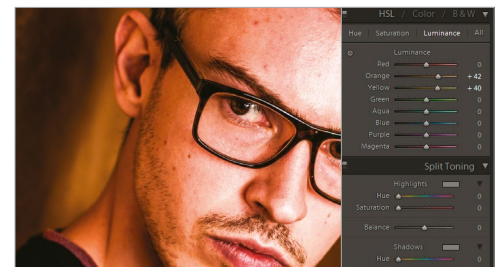 HSL / Color / B & W
Hue Saturation Luminance All
Luminance
Red 0
Orange + 42
Yellow + 40
Green 0
Aqua 0
Blue 0
Purple 0
Magenta 0
Split Toning
Highlights
Hue 0
Saturation 0
Balance 0
Shadows
Hue 0